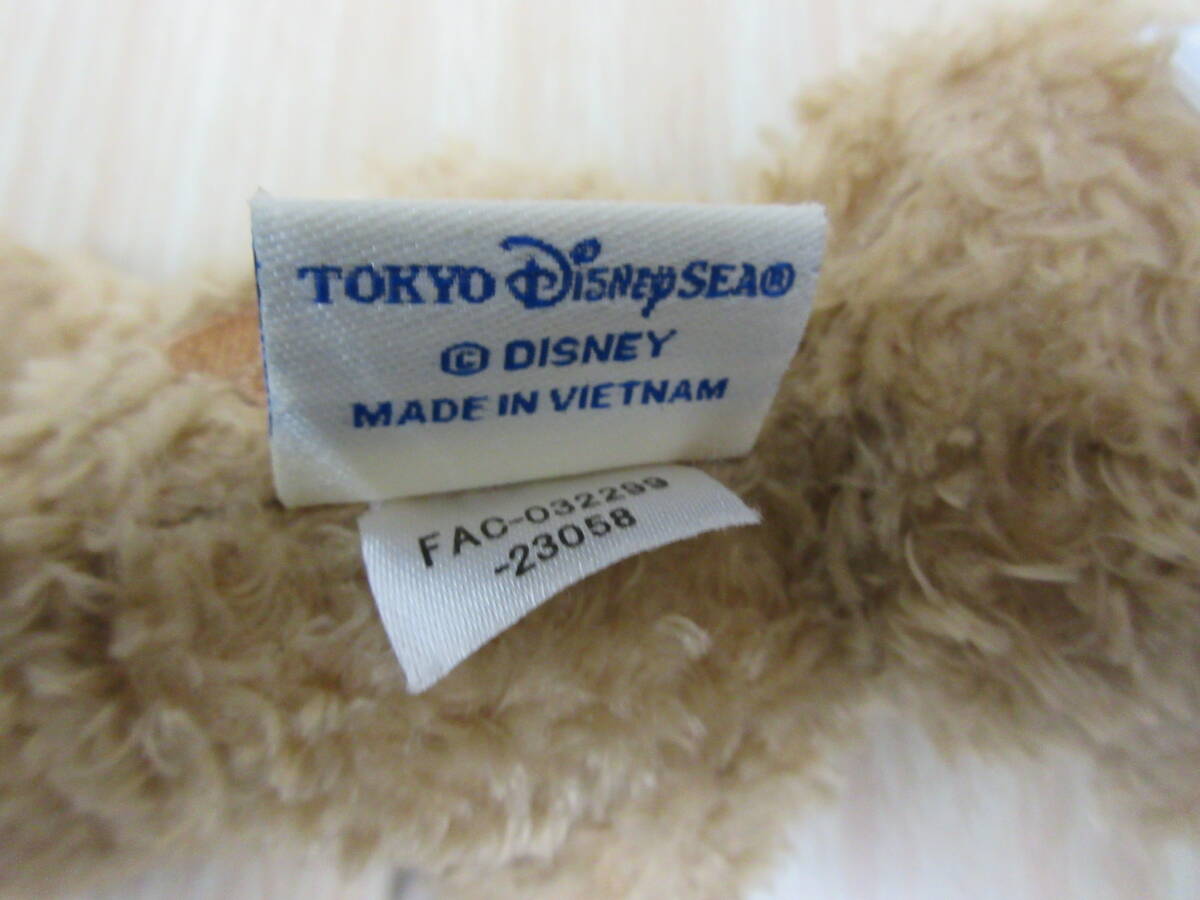 TOKYO DISNEYSEA®
© DISNEY
MADE IN VIETNAM
FAC-032299
-23058